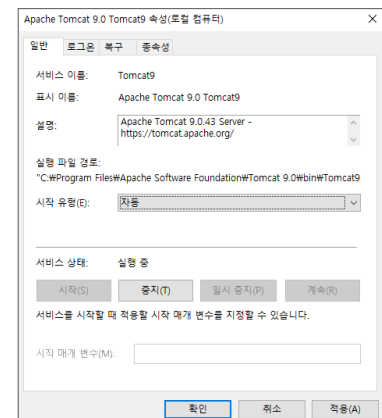 Apache Tomcat 9.0 Tomcat9 속성(로컬 컴퓨터)
일반 로그온 복구 종속성
서비스 이름: Tomcat9
표시 이름: Apache Tomcat 9.0 Tomcat9
설명: Apache Tomcat 9.0.43 Server -
https://tomcat.apache.org/
실행 파일 경로:
"C:₩Program Files₩Apache Software Foundation₩Tomcat 9.0₩bin₩Tomcat9
시작 유형(E): 자동
서비스 상태: 실행 중
시작(S) 중지(T) 일시 중지(P) 계속(R)
서비스를 시작할 때 적용할 시작 매개 변수를 지정할 수 있습니다.
시작 매개 변수(M):
확인 취소 적용(A)